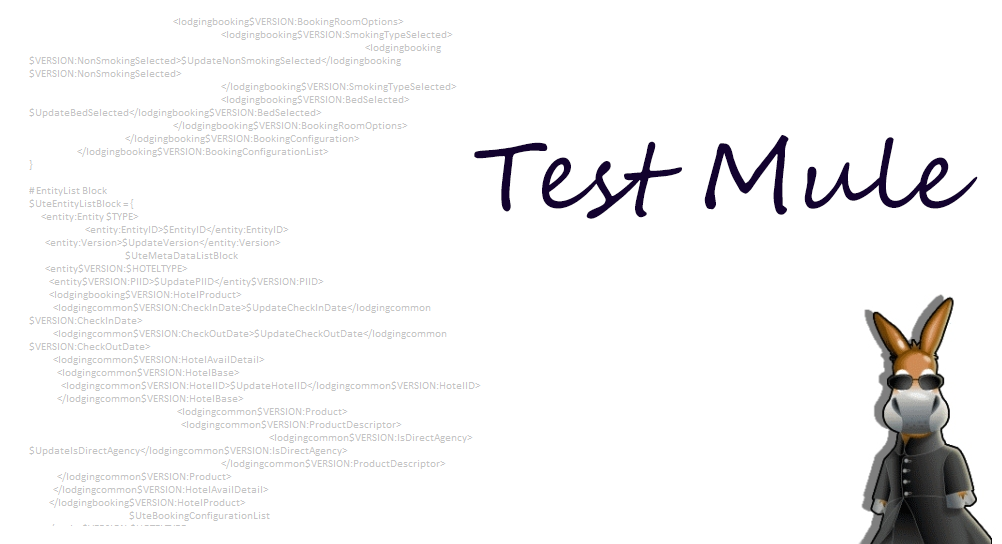 <lodgingbooking$VERSION:BookingRoomOptions>
<lodgingbooking$VERSION:SmokingTypeSelected>
<lodgingbooking
$VERSION:NonSmokingSelected>$UpdateNonSmokingSelected</lodgingbooking
$VERSION:NonSmokingSelected>
</lodgingbooking$VERSION:SmokingTypeSelected>
<lodgingbooking$VERSION:BedSelected>
$UpdateBedSelected</lodgingbooking$VERSION:BedSelected>
</lodgingbooking$VERSION:BookingRoomOptions>
</lodgingbooking$VERSION:BookingConfiguration>
</lodgingbooking$VERSION:BookingConfigurationList>
}
#EntityList Block
$UteEntityListBlock = {
<entity:Entity $TYPE>
<entity:EntityID>$EntityID</entity:EntityID>
<entity:Version>$UpdateVersion</entity:Version>
$UteMetaDataListBlock
<entity$VERSION:$HOTELTYPE>
<entity$VERSION:PIID>$UpdatePIID</entity$VERSION:PIID>
<lodgingbooking$VERSION:HotelProduct>
<lodgingcommon$VERSION:CheckInDate>$UpdateCheckInDate</lodgingcommon
$VERSION:CheckInDate>
<lodgingcommon$VERSION:CheckOutDate>$UpdateCheckOutDate</lodgingcommon
$VERSION:CheckOutDate>
<lodgingcommon$VERSION:HotelAvailDetail>
<lodgingcommon$VERSION:HotelBase>
<lodgingcommon$VERSION:HotelID>$UpdateHotelID</lodgingcommon$VERSION:HotelID>
</lodgingcommon$VERSION:HotelBase>
<lodgingcommon$VERSION:Product>
<lodgingcommon$VERSION:ProductDescriptor>
<lodgingcommon$VERSION:IsDirectAgency>
$UpdateIsDirectAgency</lodgingcommon$VERSION:IsDirectAgency>
</lodgingcommon$VERSION:ProductDescriptor>
</lodgingcommon$VERSION:Product>
</lodgingcommon$VERSION:HotelAvailDetail>
</lodgingbooking$VERSION:HotelProduct>
$UteBookingConfigurationList
Test Mule